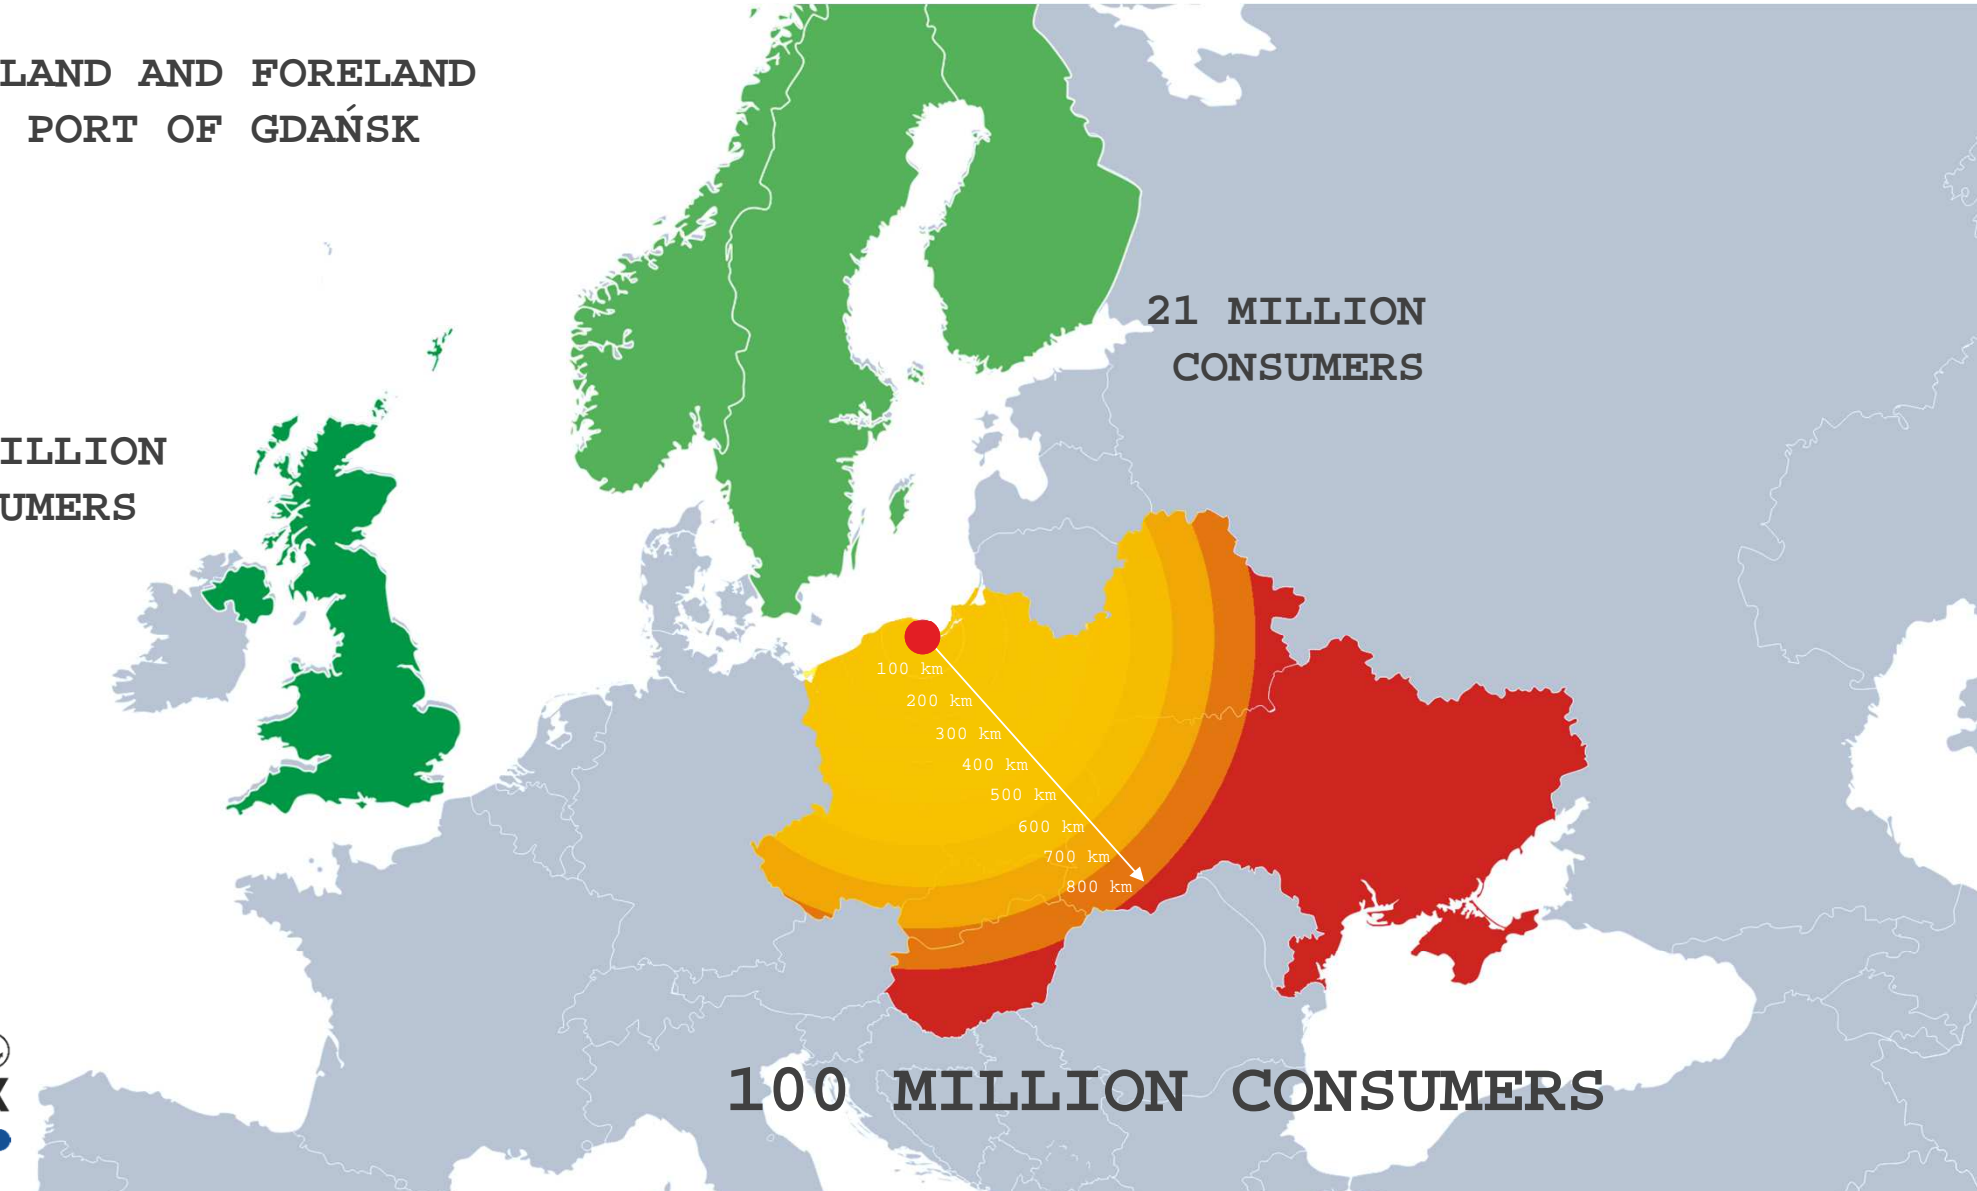 LAND AND FORELAND
PORT OF GDAŃSK
21 MILLION
CONSUMERS
ILLION
UMERS
100 km
200 km
300 km
400 km
500 km
600 km
700 km
800 km
100 MILLION CONSUMERS